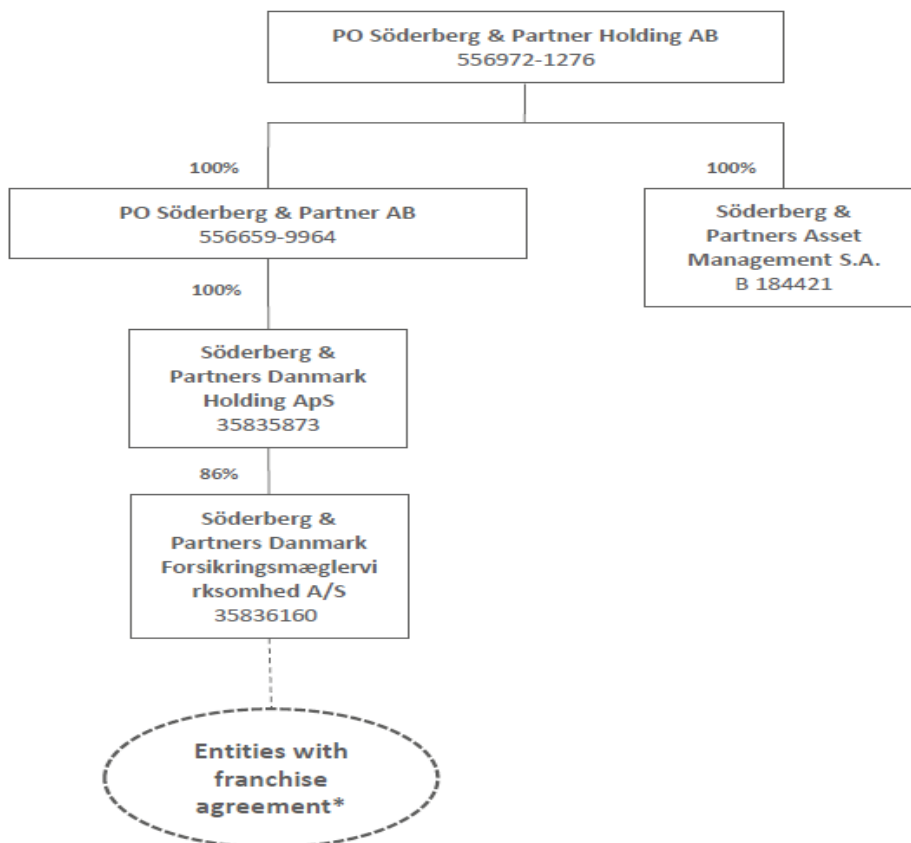 PO Söderberg & Partner Holding AB
556972-1276
100%
100%
PO Söderberg & Partner AB
556659-9964
Söderberg &
Partners Asset
Management S.A.
B 184421
100%
Söderberg &
Partners Danmark
Holding ApS
35835873
86%
Söderberg &
Partners Danmark
Forsikringsmæglervi
rksomhed A/S
35836160
Entities with
franchise
agreement*